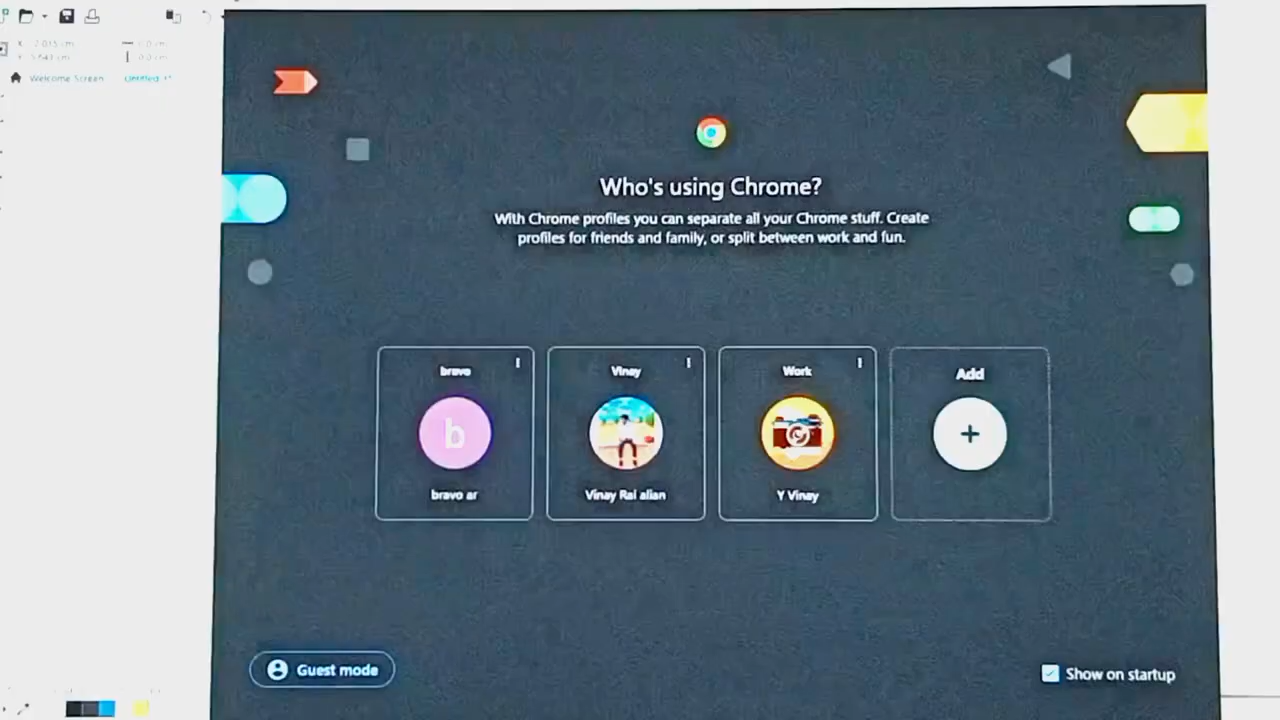 Welcome Screen
Who's using Chrome?
With Chrome profiles you can separate all your Chrome stuff. Create
profiles for friends and family, or split between work and fun.
bravo
Vinay
Work
Add
b
bravo ar
Vinay Rai alian
Y Vinay
Guest mode
Show on startup